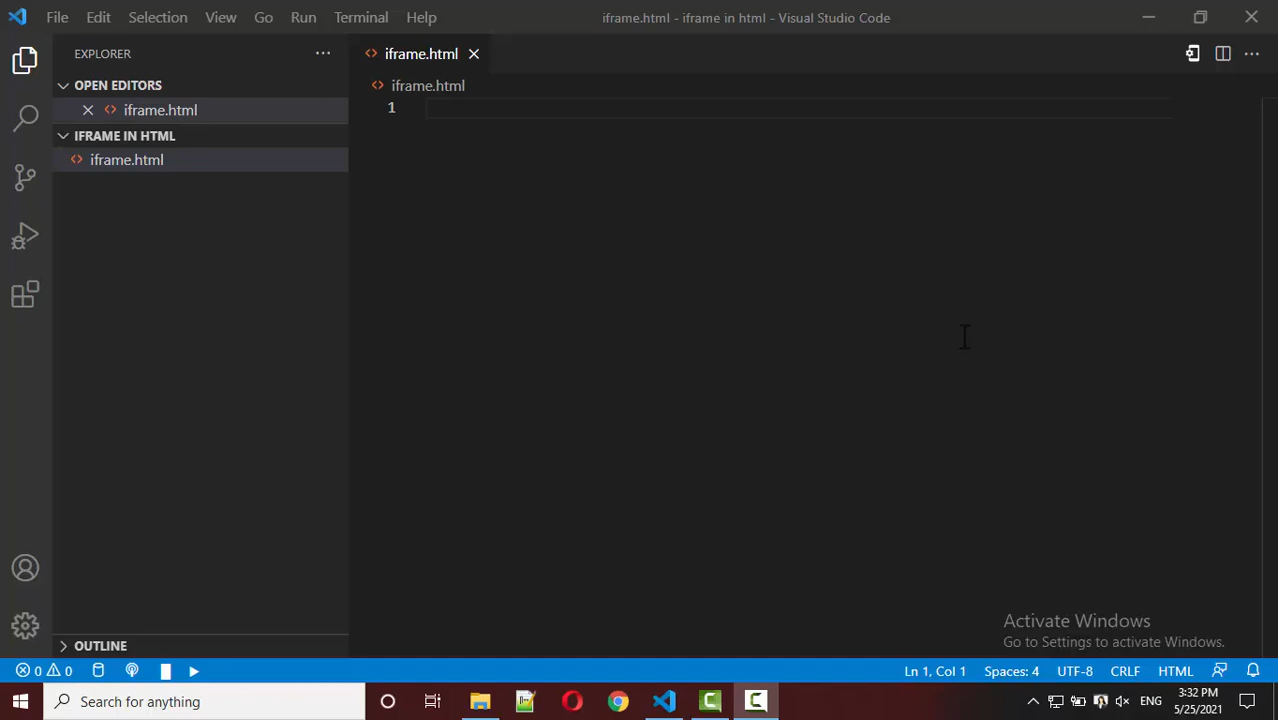 File Edit Selection View Go Run Terminal Help iframe.html - iframe in html - Visual Studio Code
EXPLORER
iframe.html
OPEN EDITORS
iframe.html
iframe.html
1
IFRAME IN HTML
iframe.html
Activate Windows
Go to Settings to activate Windows.
OUTLINE
0 0 Ln 1, Col 1 Spaces: 4 UTF-8 CRLF HTML
Search for anything
ENG
3:32 PM
5/25/2021